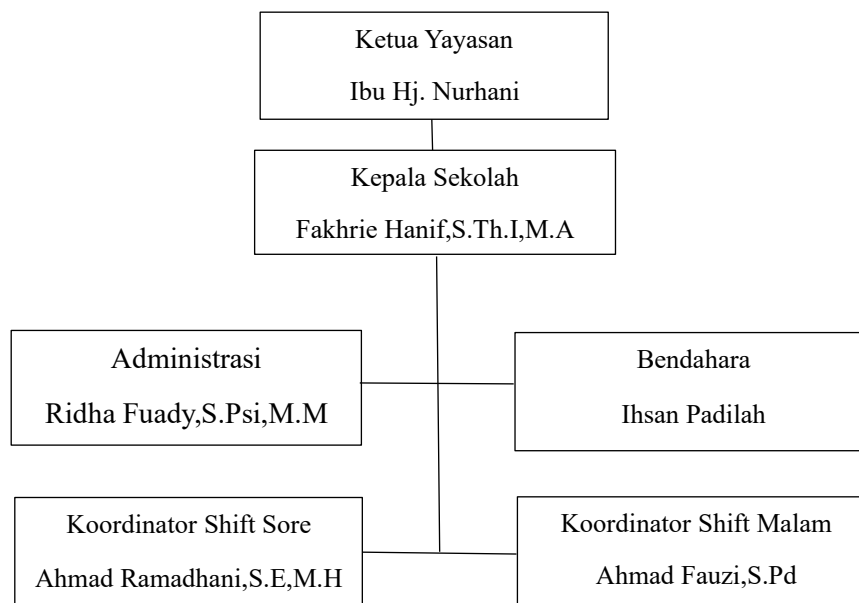 Ketua Yayasan
Ibu Hj. Nurhani
Kepala Sekolah
Fakhrie Hanif,S.Th.I,M.A
Administrasi
Ridha Fuady,S.Psi,M.M
Bendahara
Ihsan Padilah
Koordinator Shift Sore
Ahmad Ramadhani,S.E,M.H
Koordinator Shift Malam
Ahmad Fauzi,S.Pd